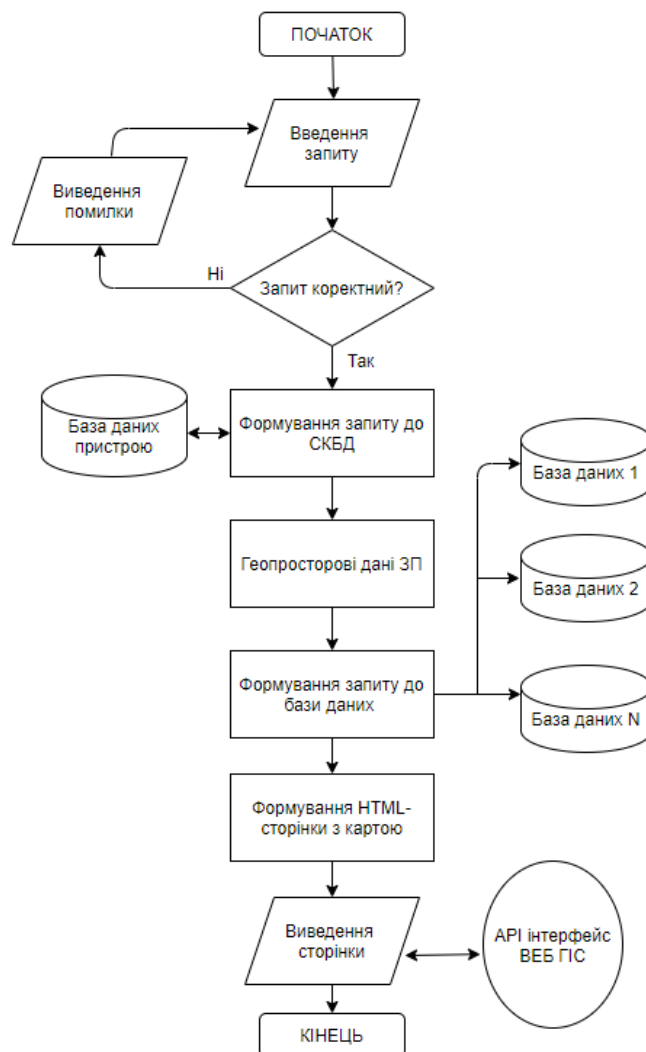 ПОЧАТОК
Введення
запиту
Виведення
помилки
Ні
Запит коректний?
Так
База даних
пристрою
Формування запиту до
СКБД
База даних 1
Геопросторові дані ЗП
База даних 2
Формування запиту до
бази даних
База даних N
Формування HTML-
сторінки з картою
Виведення
сторінки
API інтерфейс
ВЕБ ГІС
КІНЕЦЬ